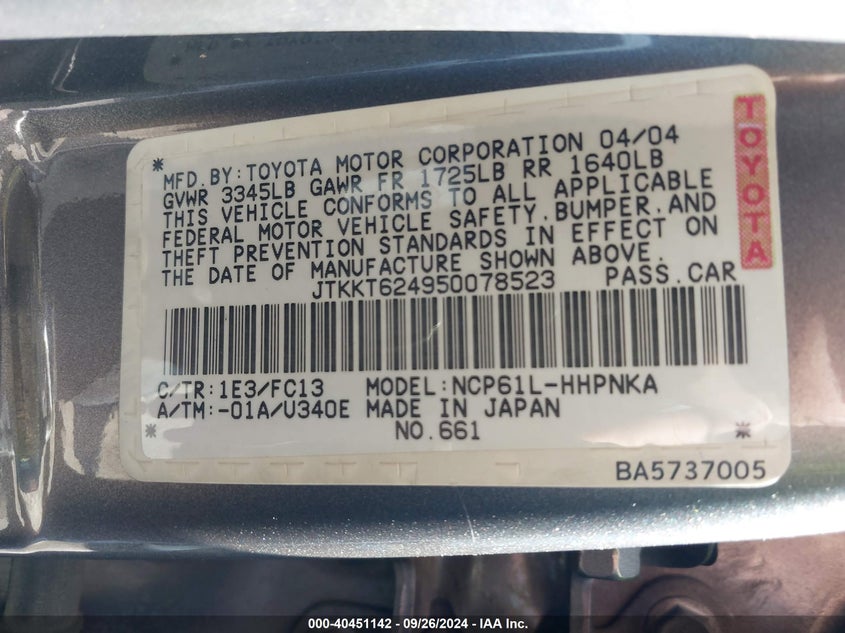 MFD.BY:TOYOTA MOTOR CORPORATION 04/04
GVWR 3345LB GAWR FR 1725LB RR 1640LB
THIS VEHICLE CONFORMS TO ALL APPLICABLE
FEDERAL MOTOR VEHICLE SAFETY.BUMPER.AND
THEFT PREVENTION STANDARDS IN EFFECT ON
THE DATE OF MANUFACTURE SHOWN ABOVE.
JTKKT624950078523 PASS.CAR
TOYOTA
C/TR:1E3/FC13 MODEL:NCP61L-HHPNKA
A/TM:-01A/U340E MADE IN JAPAN
NO.661
BA5737005
000-40451142 - 09/26/2024 - IAA Inc.